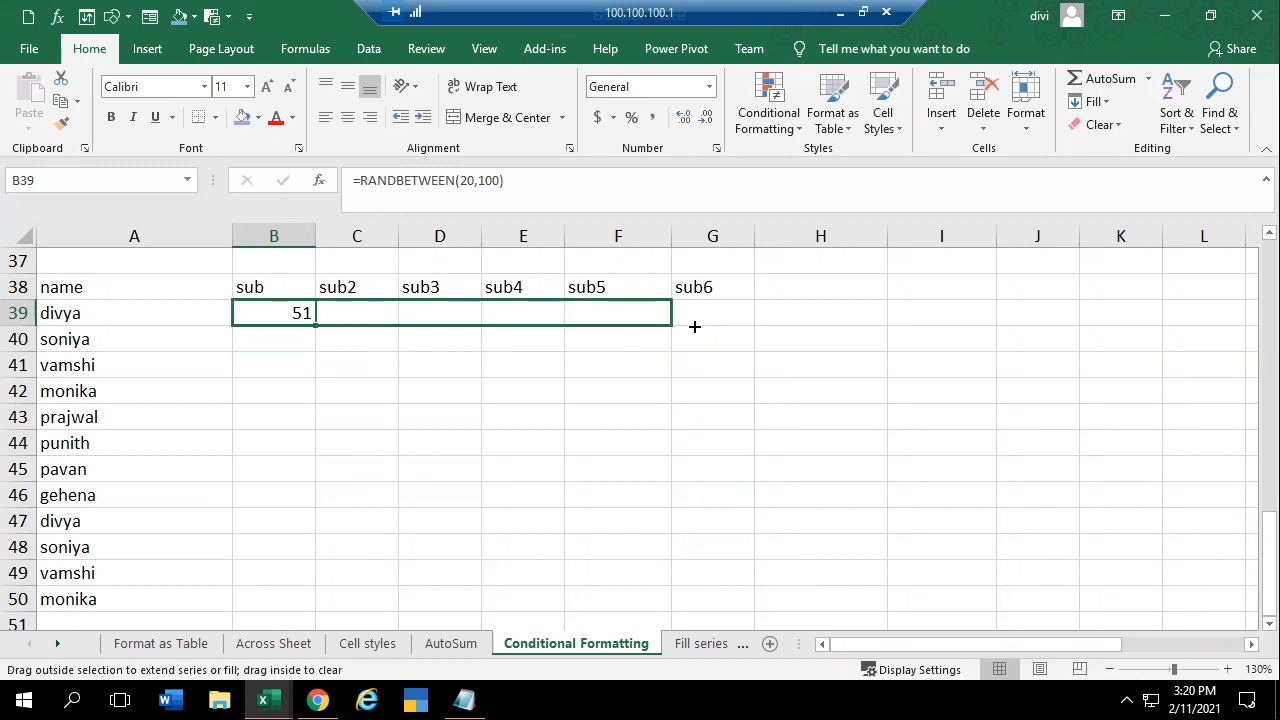 100.100.100.1
divi
File Home Insert Page Layout Formulas Data Review View Add-ins Help Power Pivot Team Tell me what you want to do Share
Paste
Calibri 11
B I U
Wrap Text
Merge & Center
General
$ % ,
Conditional Formatting
Format as Table
Cell Styles
Insert Delete Format
AutoSum
Fill
Clear
Sort & Filter
Find & Select
Clipboard Font Alignment Number Styles Cells Editing
B39 fx =RANDBETWEEN(20,100)
A B C D E F G H I J K L
37
38 name sub sub2 sub3 sub4 sub5 sub6
39 divya 51
40 soniya
41 vamshi
42 monika
43 prajwal
44 punith
45 pavan
46 gehena
47 divya
48 soniya
49 vamshi
50 monika
51
Format as Table Across Sheet Cell styles AutoSum Conditional Formatting Fill series ...
Drag outside selection to extend series or fill; drag inside to clear Display Settings 130%
3:20 PM
2/11/2021